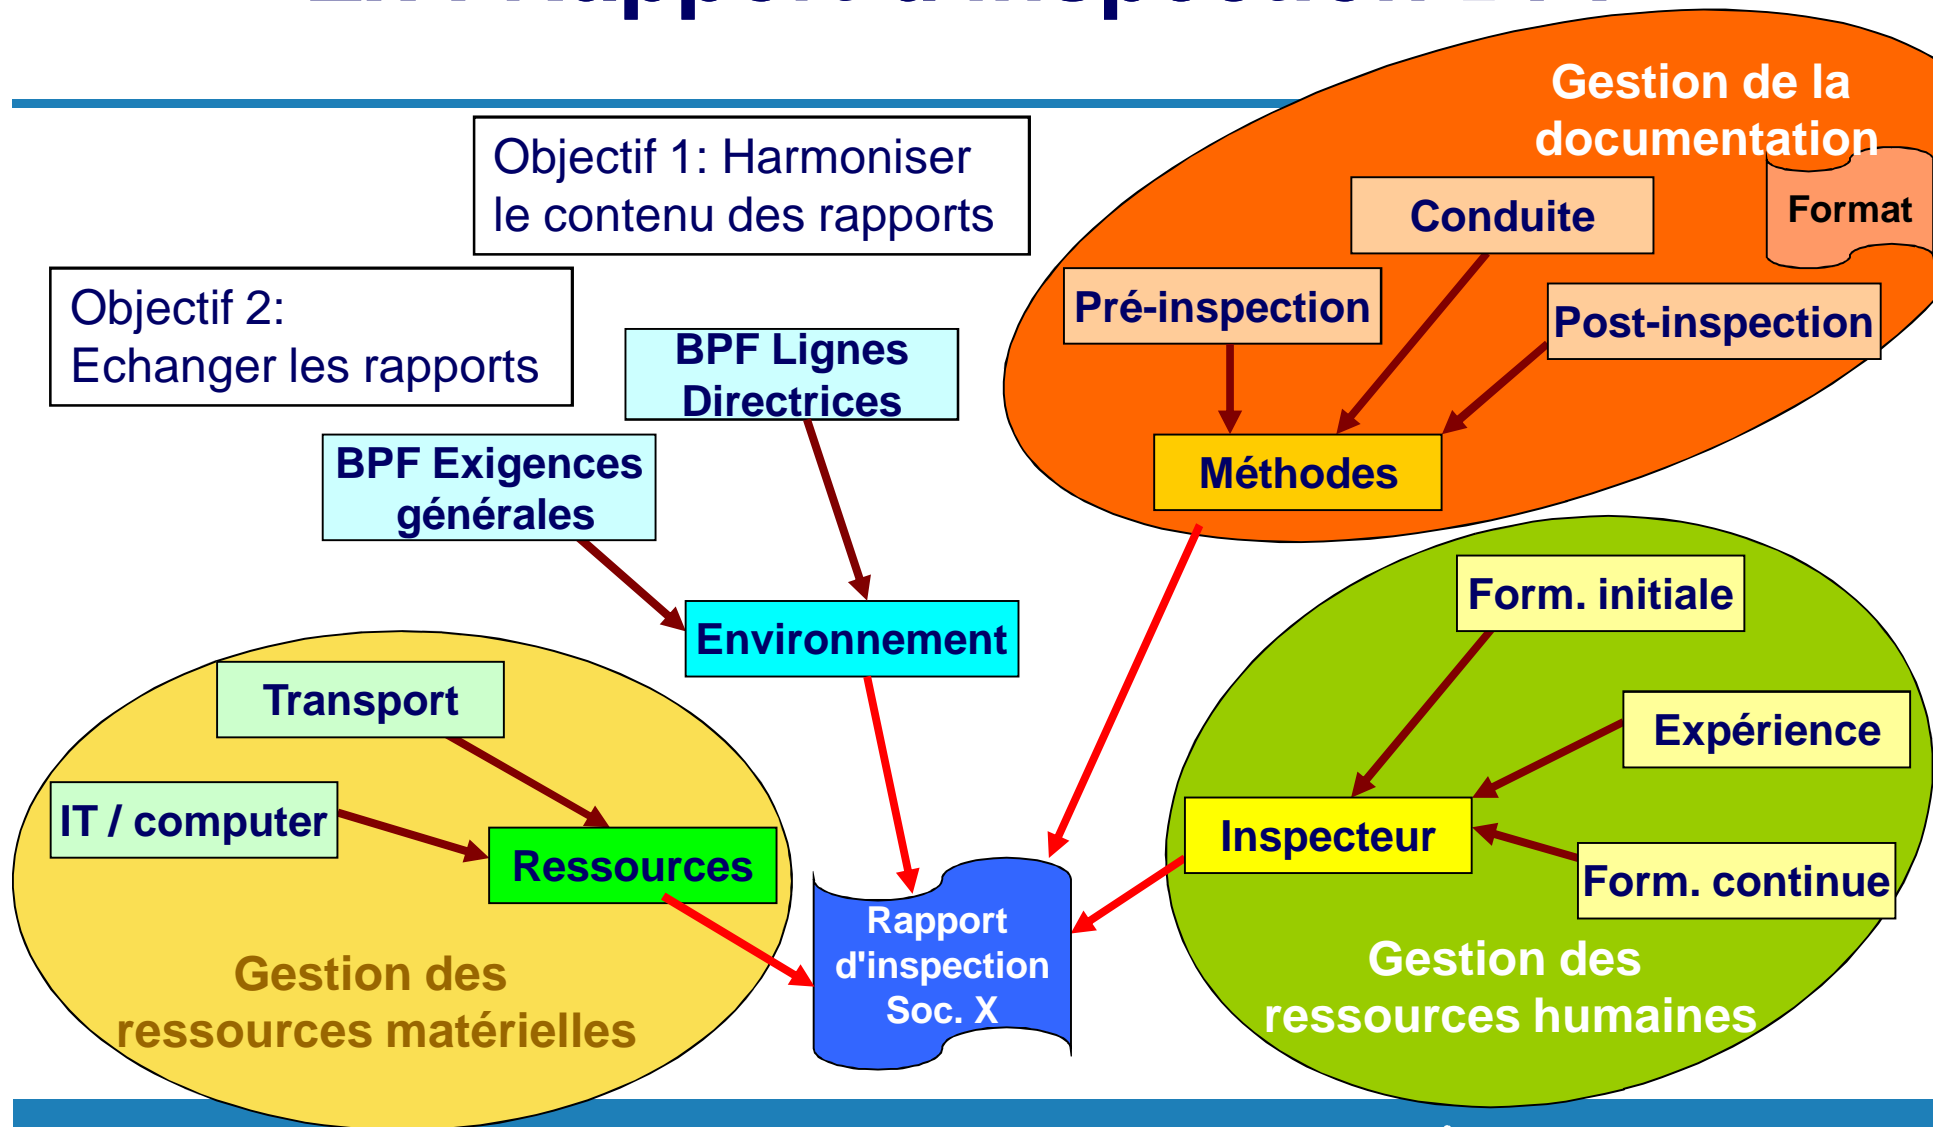 Rapport d'inspection
Gestion de la
documentation
Objectif 1: Harmoniser
le contenu des rapports
Format
Conduite
Objectif 2:
Echanger les rapports
Pré-inspection
Post-inspection
BPF Lignes
Directrices
BPF Exigences
générales
Méthodes
Form. initiale
Environnement
Transport
Expérience
IT / computer
Ressources
Inspecteur
Form. continue
Rapport
d'inspection
Soc. X
Gestion des
ressources matérielles
Gestion des
ressources humaines